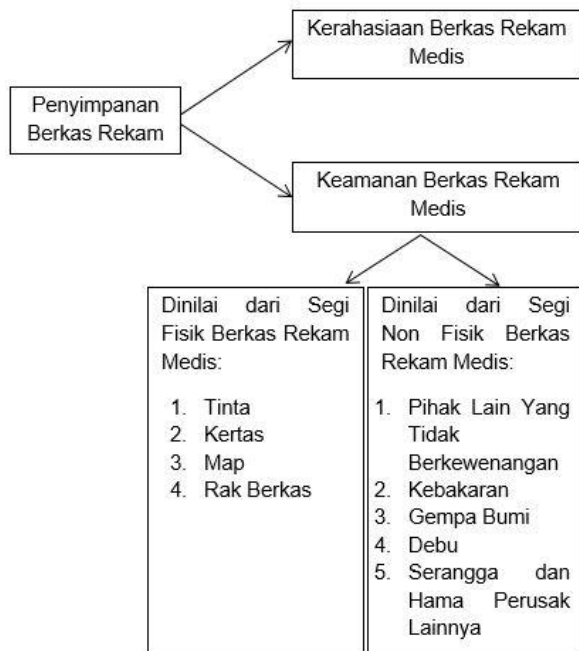 Kerahasiaan Berkas Rekam
Medis
Penyimpanan
Berkas Rekam
Keamanan Berkas Rekam
Medis
Dinilai dari Segi
Fisik Berkas Rekam
Medis:
1. Tinta
2. Kertas
3. Map
4. Rak Berkas
Dinilai dari Segi
Non Fisik Berkas
Rekam Medis:
1. Pihak Lain Yang
Tidak
Berkewenangan
2. Kebakaran
3. Gempa Bumi
4. Debu
5. Serangga dan
Hama Perusak
Lainnya